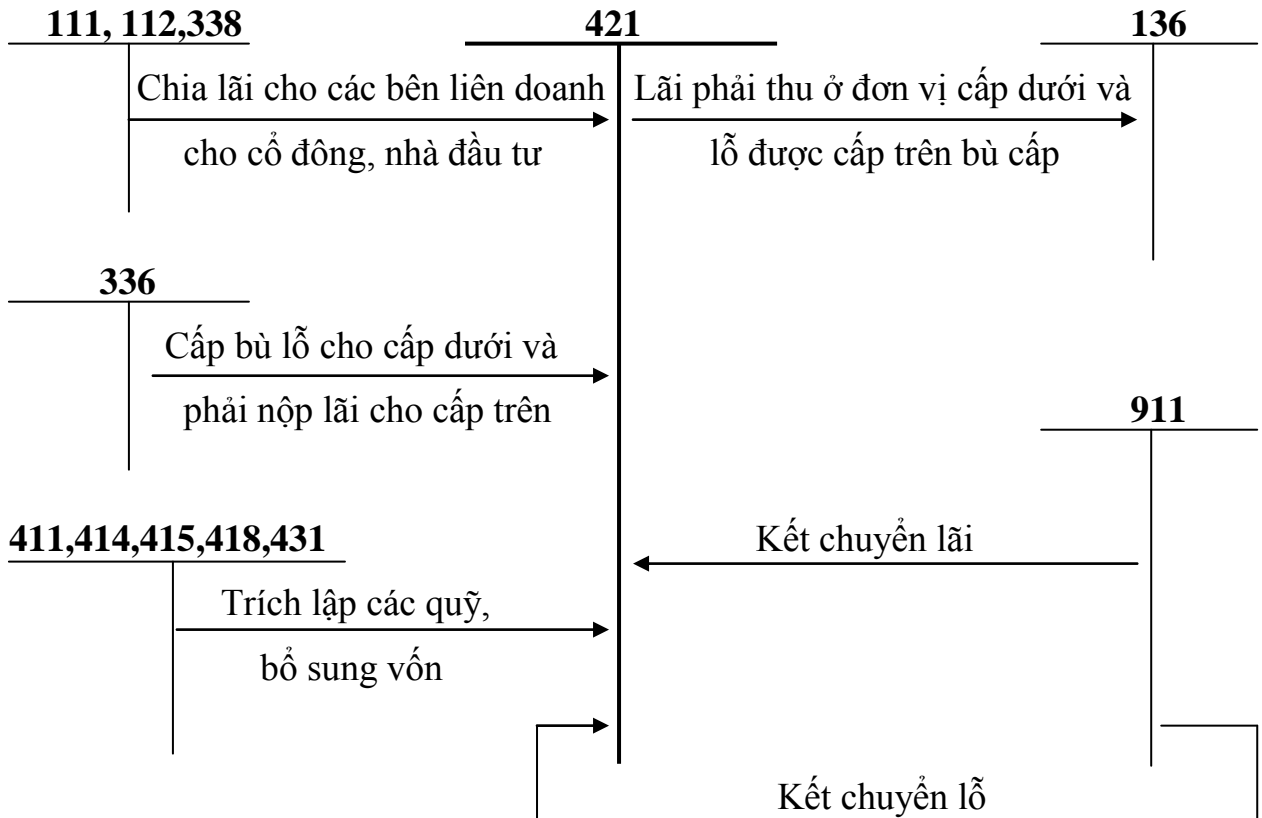 111, 112,338
421
136
Chia lãi cho các bên liên doanh
cho cổ đông, nhà đầu tư
Lãi phải thu ở đơn vị cấp dưới và
lỗ được cấp trên bù cấp
336
Cấp bù lỗ cho cấp dưới và
phải nộp lãi cho cấp trên
911
411,414,415,418,431
Kết chuyển lãi
Trích lập các quỹ,
bổ sung vốn
Kết chuyển lỗ